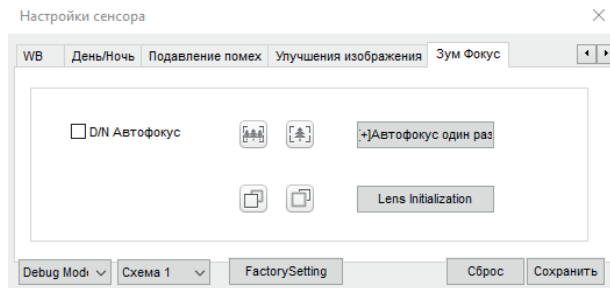 Настройки сенсора
WB День/Ночь Подавление помех Улучшения изображения Зум Фокус
D/N Автофокус [+]Автофокус один раз
Lens Initialization
Debug Mode Схема 1 FactorySetting Сброс Сохранить